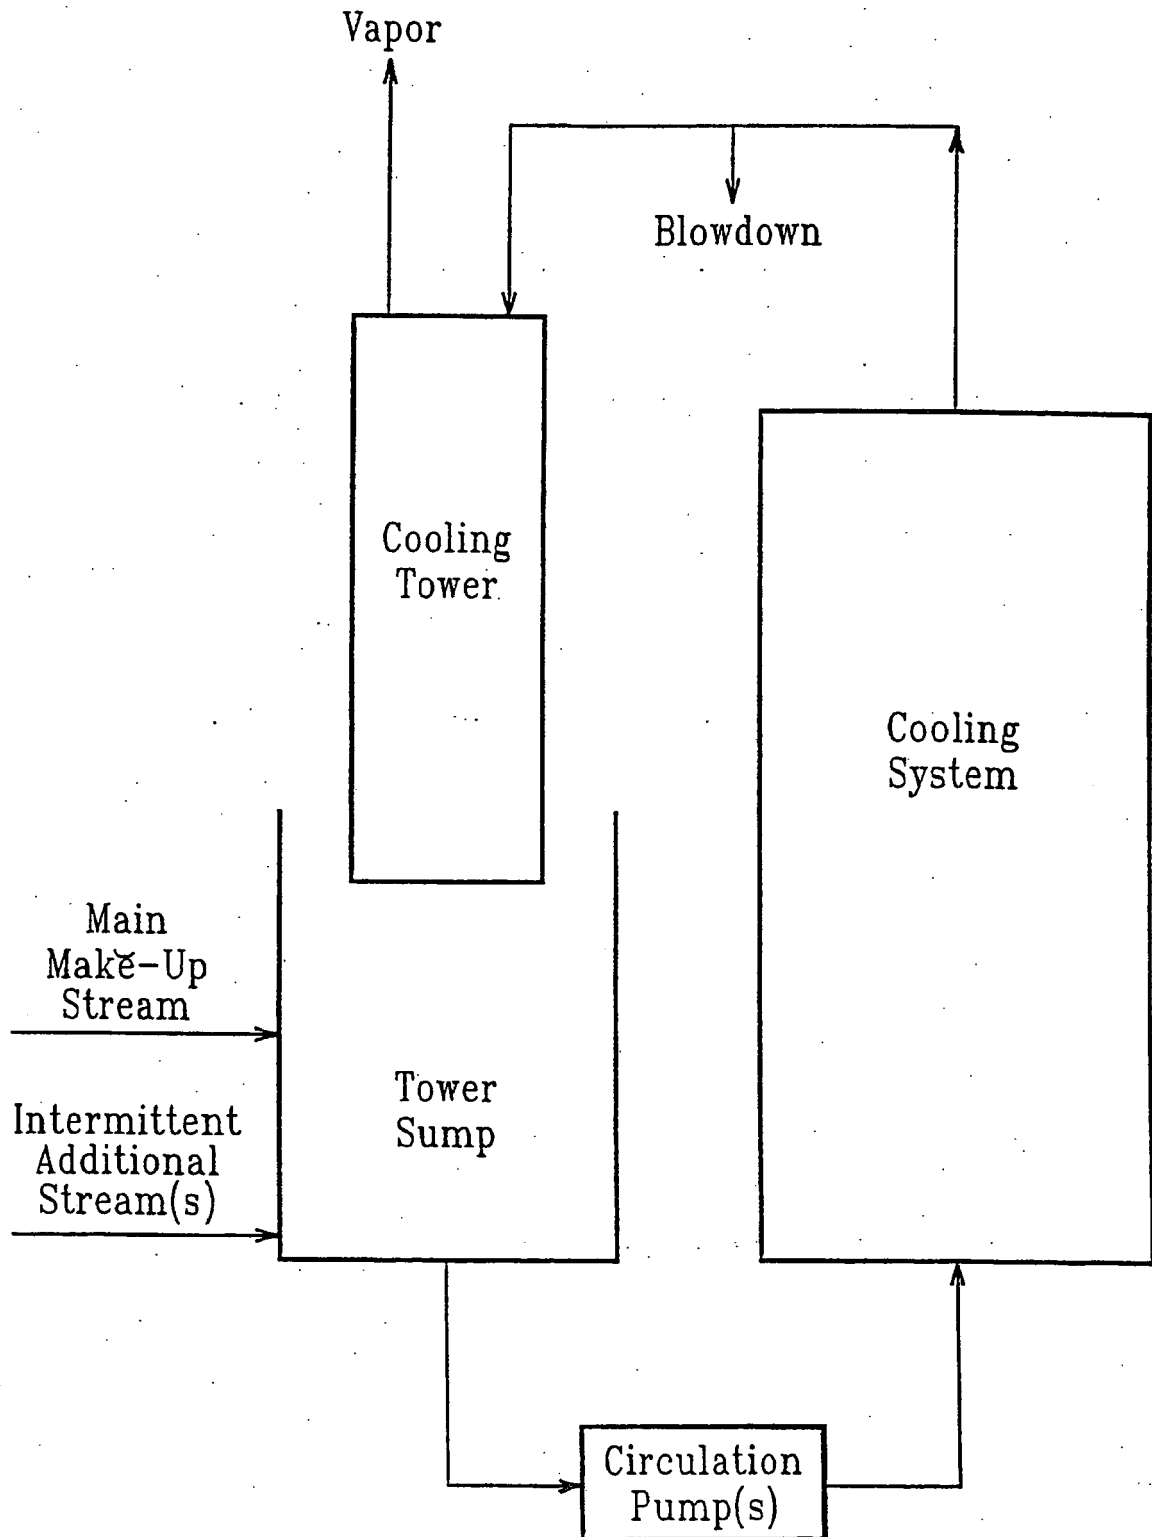 Vapor
Blowdown
Cooling
Tower
Cooling
System
Main
Make-Up
Stream
Tower
Sump
Intermittent
Additional
Stream(s)
Circulation
Pump(s)